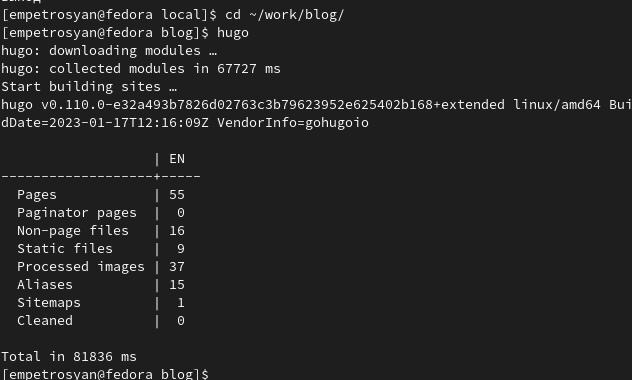 [empetrosyan@fedora local]$ cd ~/work/blog/
[empetrosyan@fedora blog]$ hugo
hugo: downloading modules …
hugo: collected modules in 67727 ms
Start building sites …
hugo v0.110.0-e32a493b7826d02763c3b79623952e625402b168+extended linux/amd64 Bui
dDate=2023-01-17T12:16:09Z VendorInfo=gohugoio
                   | EN
-------------------+-----
  Pages            | 55
  Paginator pages  |  0
  Non-page files   | 16
  Static files     |  9
  Processed images | 37
  Aliases          | 15
  Sitemaps         |  1
  Cleaned          |  0
Total in 81836 ms
[empetrosyan@fedora blog]$